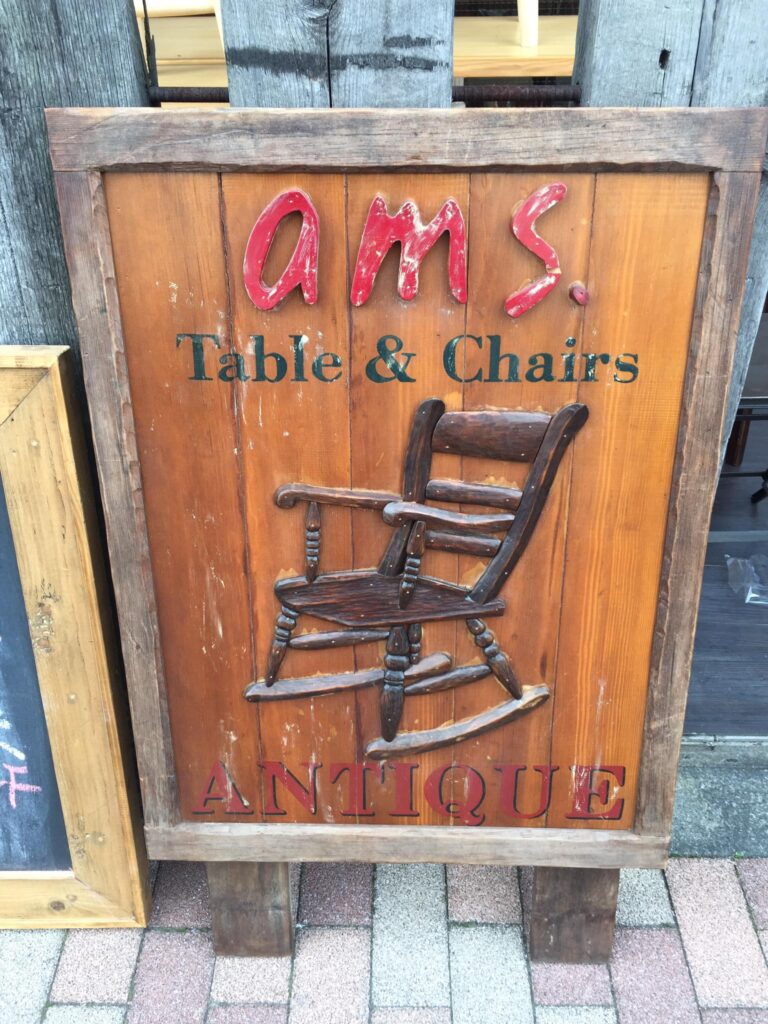 ams.
Table & Chairs
ANTIQUE